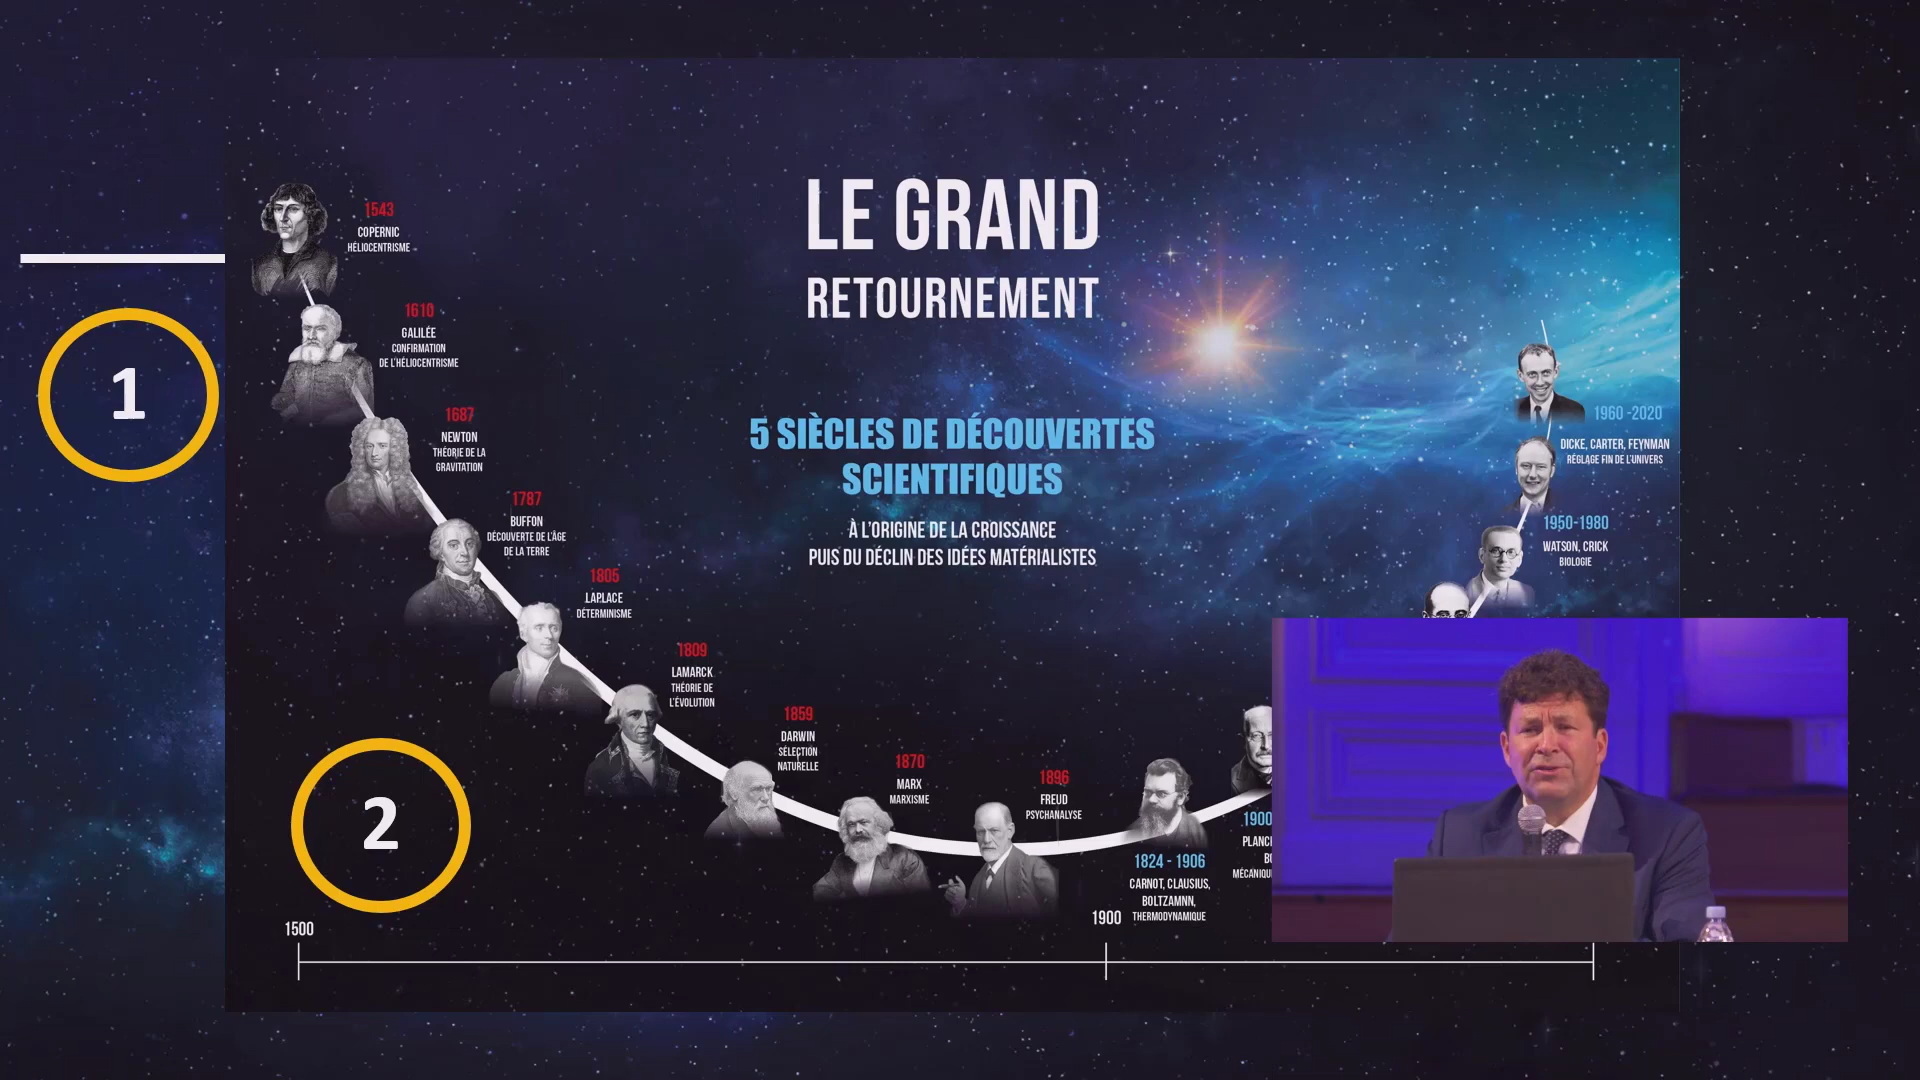 LE GRAND
RETOURNEMENT
5 SIÈCLES DE DÉCOUVERTES
SCIENTIFIQUES
À L'ORIGINE DE LA CROISSANCE
PUIS DU DÉCLIN DES IDÉES MATÉRIALISTES
1
2
1543
COPERNIC
HÉLIOCENTRISME
1610
GALILÉE
CONFIRMATION
DE L'HÉLIOCENTRISME
1687
NEWTON
THÉORIE DE LA
GRAVITATION
1787
BUFFON
DÉCOUVERTE DE L'ÂGE
DE LA TERRE
1805
LAPLACE
DÉTERMINISME
1809
LAMARCK
THÉORIE DE
L'ÉVOLUTION
1859
DARWIN
SÉLECTION
NATURELLE
1870
MARX
MARXISME
1896
FREUD
PSYCHANALYSE
1824 - 1906
CARNOT, CLAUSIUS,
BOLTZAMNN,
THERMODYNAMIQUE
1900
1950-1980
WATSON, CRICK
BIOLOGIE
1960 -2020
DICKE, CARTER, FEYNMAN
RÉGLAGE FIN DE L'UNIVERS
1500
1900